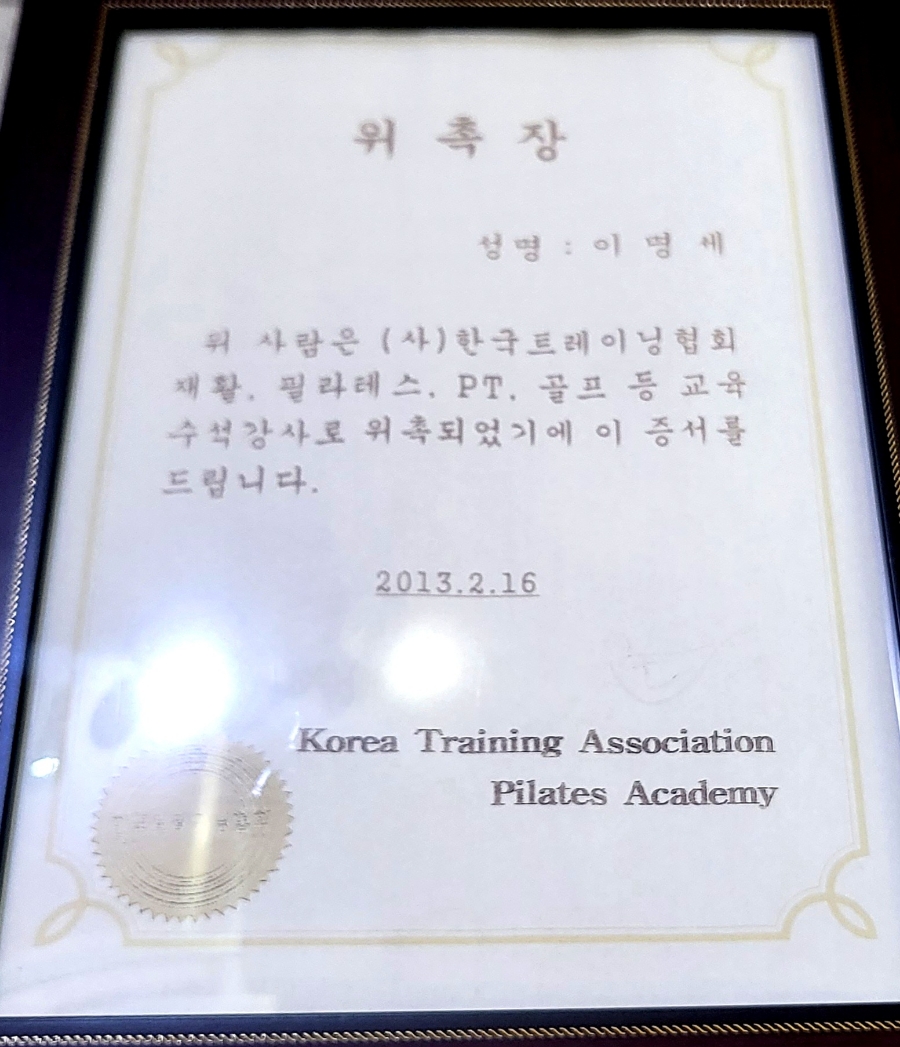 위 촉 장
성명 : 이 명 세
위 사람은 (사)한국트레이닝협회
재활, 필라테스, PT, 골프 등 교육
수석강사로 위촉되었기에 이 증서를
드립니다.
2013.2.16
Korea Training Association
Pilates Academy